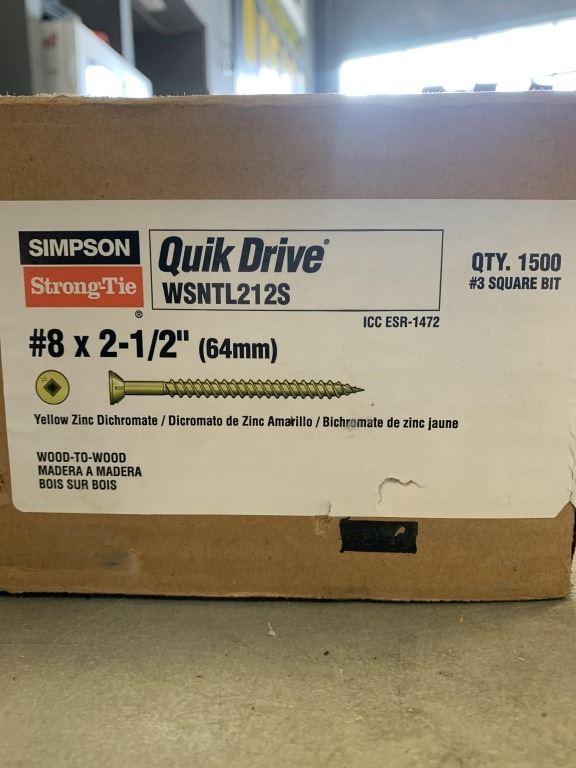 SIMPSON
Strong-Tie
®
Quik Drive®
WSNTL212S
QTY. 1500
#3 SQUARE BIT
ICC ESR-1472
#8 x 2-1/2" (64mm)
Yellow Zinc Dichromate / Dicromato de Zinc Amarillo / Bichromate de zinc jaune
WOOD-TO-WOOD
MADERA A MADERA
BOIS SUR BOIS